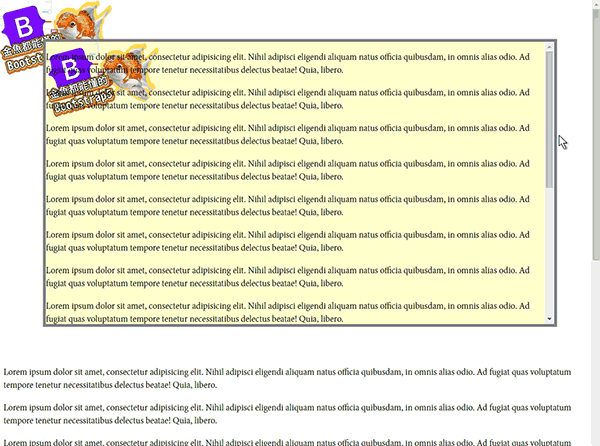 B
金魚都能懂的
Bootstr
B
金魚都能懂的
Bootstrap5
Lorem ipsum dolor sit amet, consectetur adipisicing elit. Nihil adipisci eligendi aliquam natus officia quibusdam, in omnis alias odio. Ad
fugiat quas voluptatum tempore tenetur necessitatibus delectus beatae! Quia, libero.
Lorem ipsum dolor sit amet, consectetur adipisicing elit. Nihil adipisci eligendi aliquam natus officia quibusdam, in omnis alias odio. Ad
fugiat quas voluptatum tempore tenetur necessitatibus delectus beatae! Quia, libero.
Lorem ipsum dolor sit amet, consectetur adipisicing elit. Nihil adipisci eligendi aliquam natus officia quibusdam, in omnis alias odio. Ad
fugiat quas voluptatum tempore tenetur necessitatibus delectus beatae! Quia, libero.
Lorem ipsum dolor sit amet, consectetur adipisicing elit. Nihil adipisci eligendi aliquam natus officia quibusdam, in omnis alias odio. Ad
fugiat quas voluptatum tempore tenetur necessitatibus delectus beatae! Quia, libero.
Lorem ipsum dolor sit amet, consectetur adipisicing elit. Nihil adipisci eligendi aliquam natus officia quibusdam, in omnis alias odio. Ad
fugiat quas voluptatum tempore tenetur necessitatibus delectus beatae! Quia, libero.
Lorem ipsum dolor sit amet, consectetur adipisicing elit. Nihil adipisci eligendi aliquam natus officia quibusdam, in omnis alias odio. Ad
fugiat quas voluptatum tempore tenetur necessitatibus delectus beatae! Quia, libero.
Lorem ipsum dolor sit amet, consectetur adipisicing elit. Nihil adipisci eligendi aliquam natus officia quibusdam, in omnis alias odio. Ad
fugiat quas voluptatum tempore tenetur necessitatibus delectus beatae! Quia, libero.
Lorem ipsum dolor sit amet, consectetur adipisicing elit. Nihil adipisci eligendi aliquam natus officia quibusdam, in omnis alias odio. Ad
fugiat quas voluptatum tempore tenetur necessitatibus delectus beatae! Quia, libero.
Lorem ipsum dolor sit amet, consectetur adipisicing elit. Nihil adipisci eligendi aliquam natus officia quibusdam, in omnis alias odio. Ad fugiat quas voluptatum
tempore tenetur necessitatibus delectus beatae! Quia, libero.
Lorem ipsum dolor sit amet, consectetur adipisicing elit. Nihil adipisci eligendi aliquam natus officia quibusdam, in omnis alias odio. Ad fugiat quas voluptatum
tempore tenetur necessitatibus delectus beatae! Quia, libero.
Lorem ipsum dolor sit amet, consectetur adipisicing elit. Nihil adipisci eligendi aliquam natus officia quibusdam, in omnis alias odio. Ad fugiat quas voluptatum